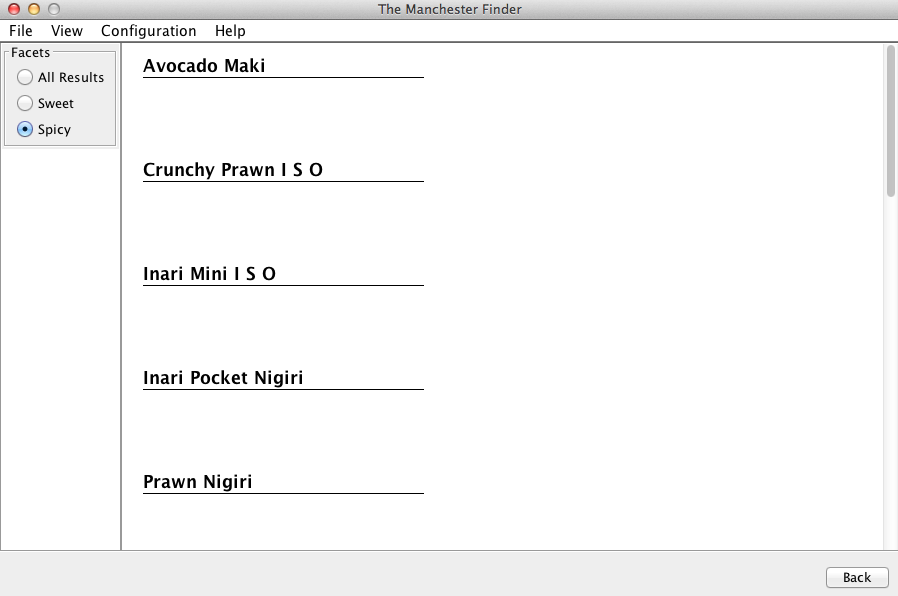 The Manchester Finder
File View Configuration Help
Facets
All Results
Sweet
Spicy
Avocado Maki
Crunchy Prawn I S O
Inari Mini I S O
Inari Pocket Nigiri
Prawn Nigiri
Back